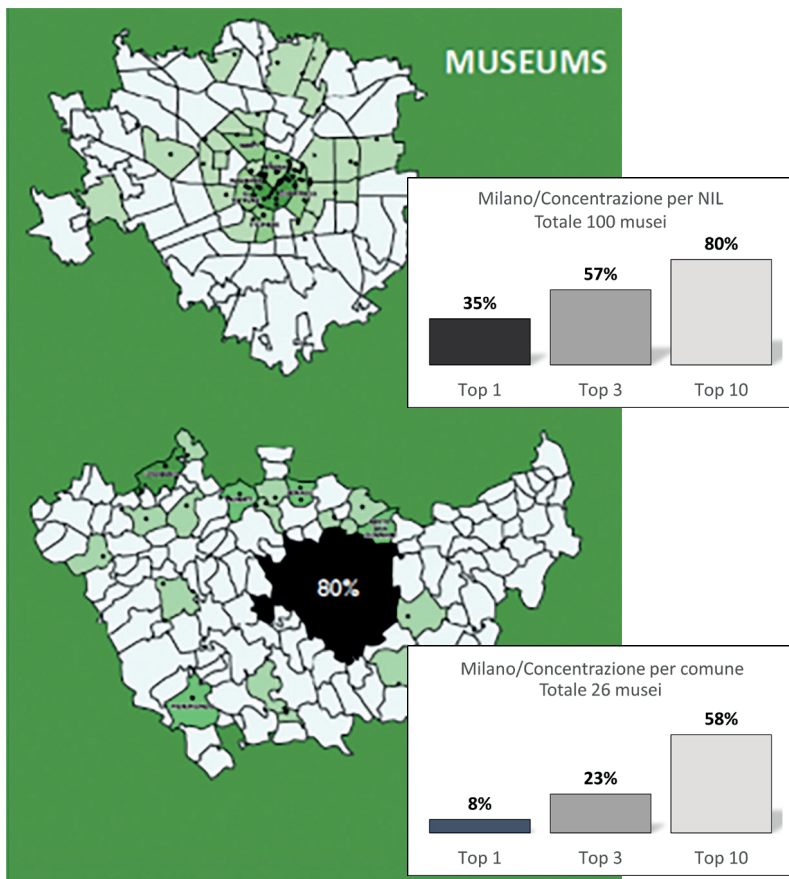 MUSEUMS
Milano/Concentrazione per NIL
Totale 100 musei
35%
57%
80%
Top 1
Top 3
Top 10
80%
Milano/Concentrazione per comune
Totale 26 musei
8%
23%
58%
Top 1
Top 3
Top 10